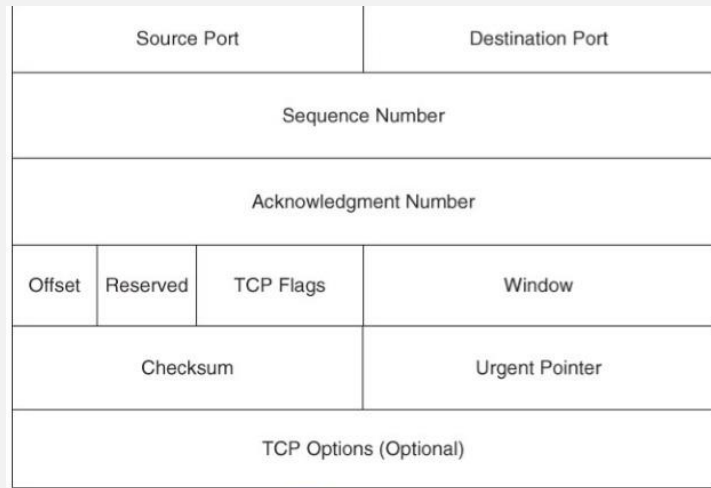 Source Port Destination Port
Sequence Number
Acknowledgment Number
Offset Reserved TCP Flags Window
Checksum Urgent Pointer
TCP Options (Optional)